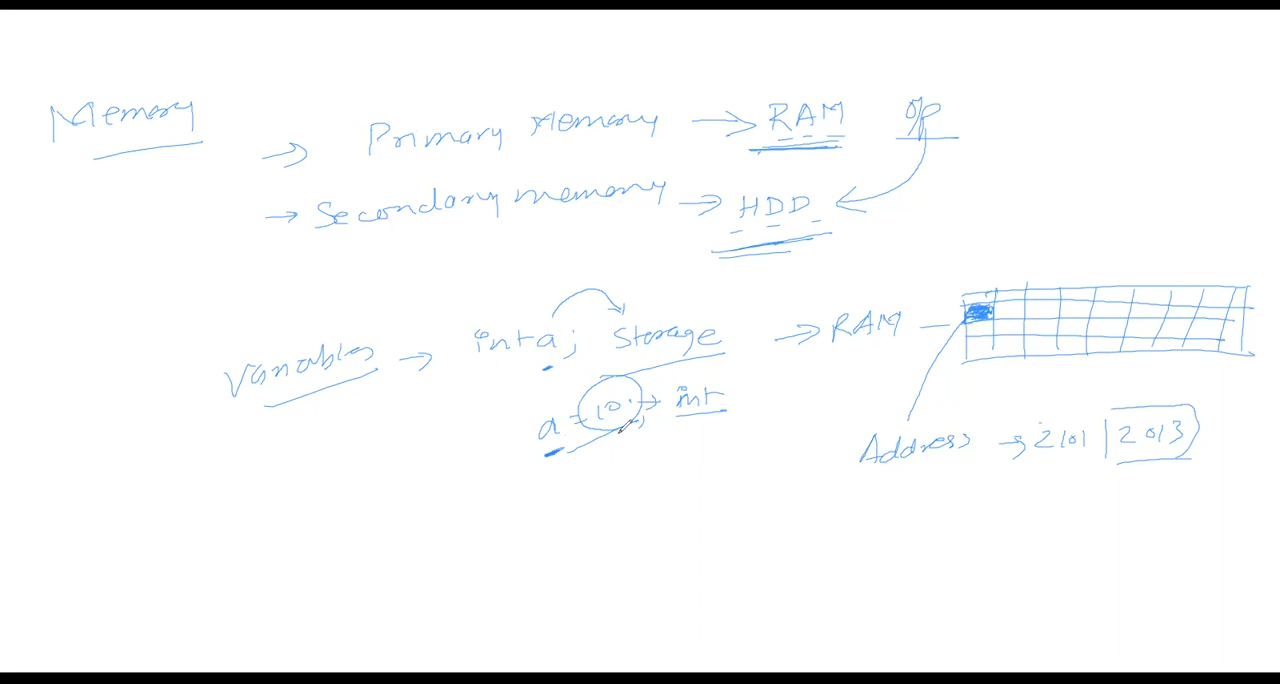 Memory
→ Primary Memory → RAM O/P
→ Secondary memory → HDD
Variables → int a; Storage → RAM
a = 10; → int
Address → 2101 | 2013